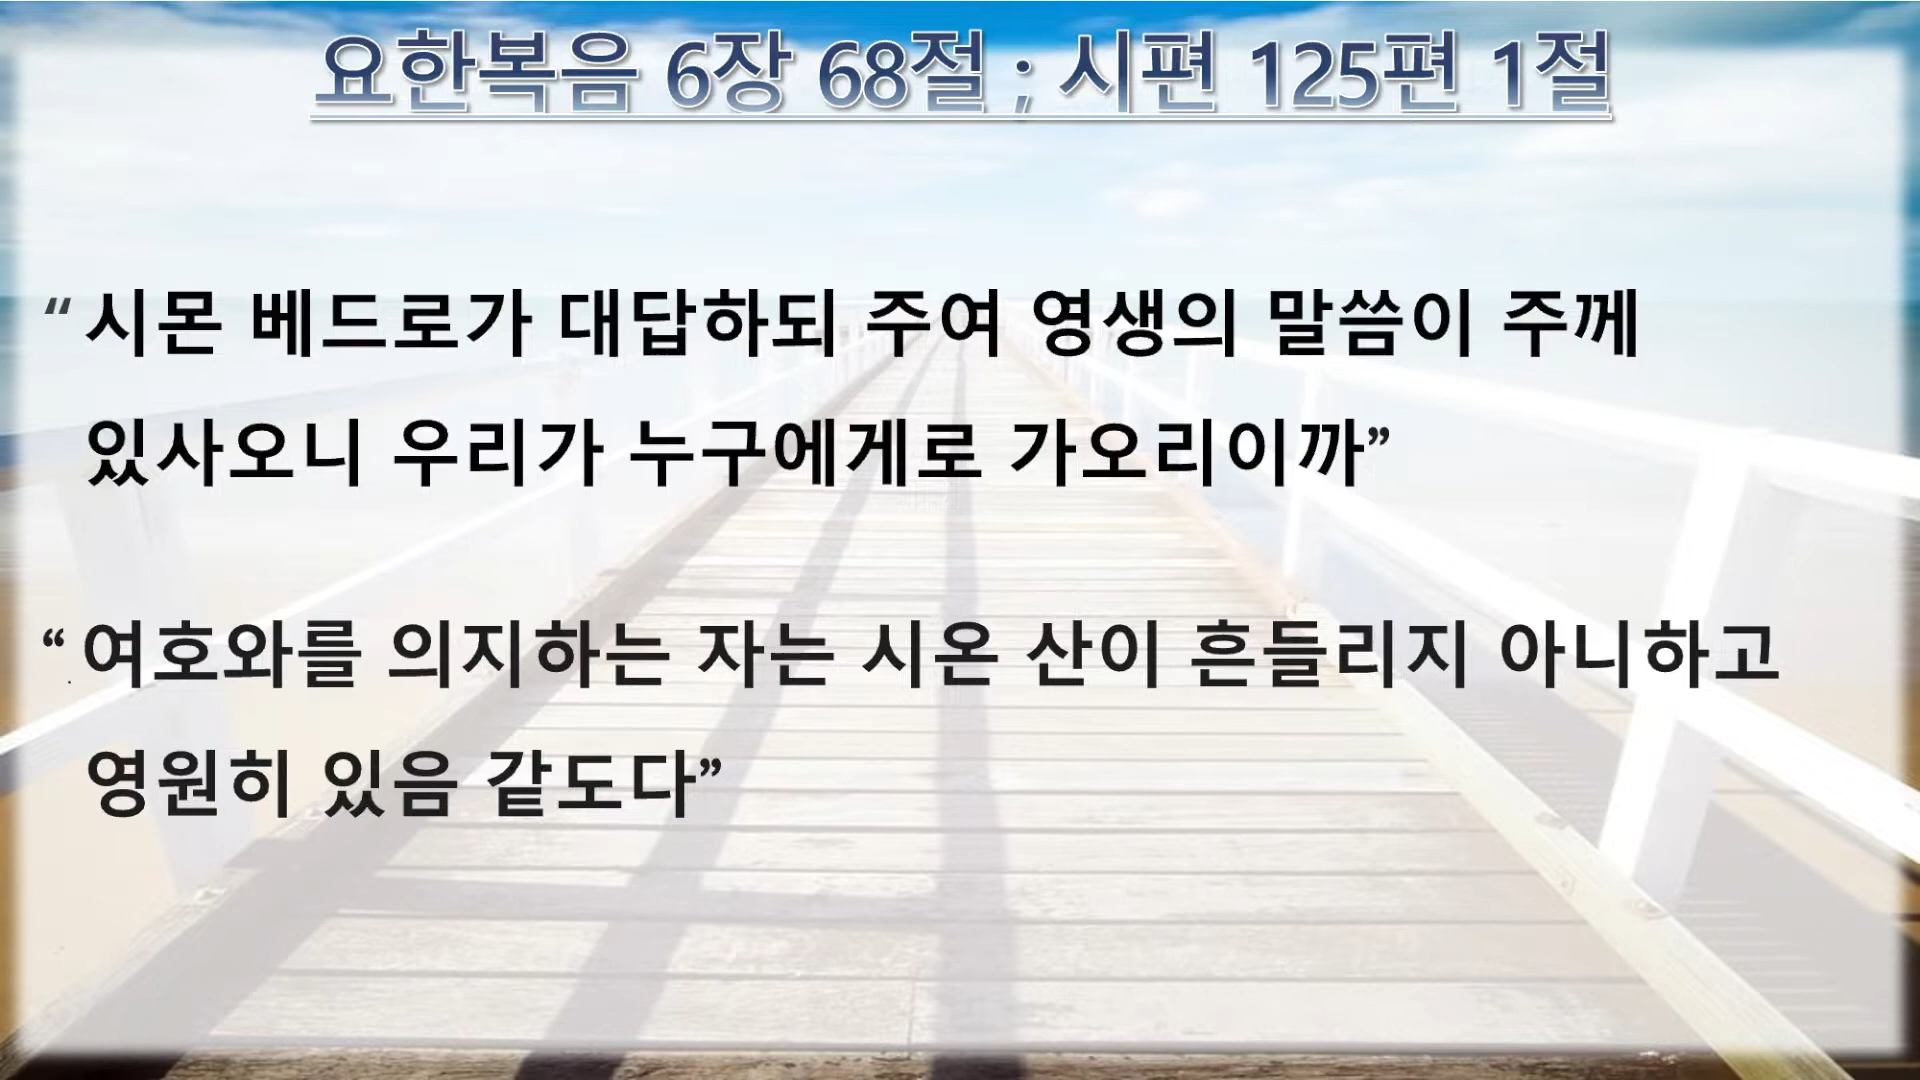 요한복음 6장 68절 ; 시편 125편 1절
“ 시몬 베드로가 대답하되 주여 영생의 말씀이 주께
있사오니 우리가 누구에게로 가오리이까”
“ 여호와를 의지하는 자는 시온 산이 흔들리지 아니하고
영원히 있음 같도다”